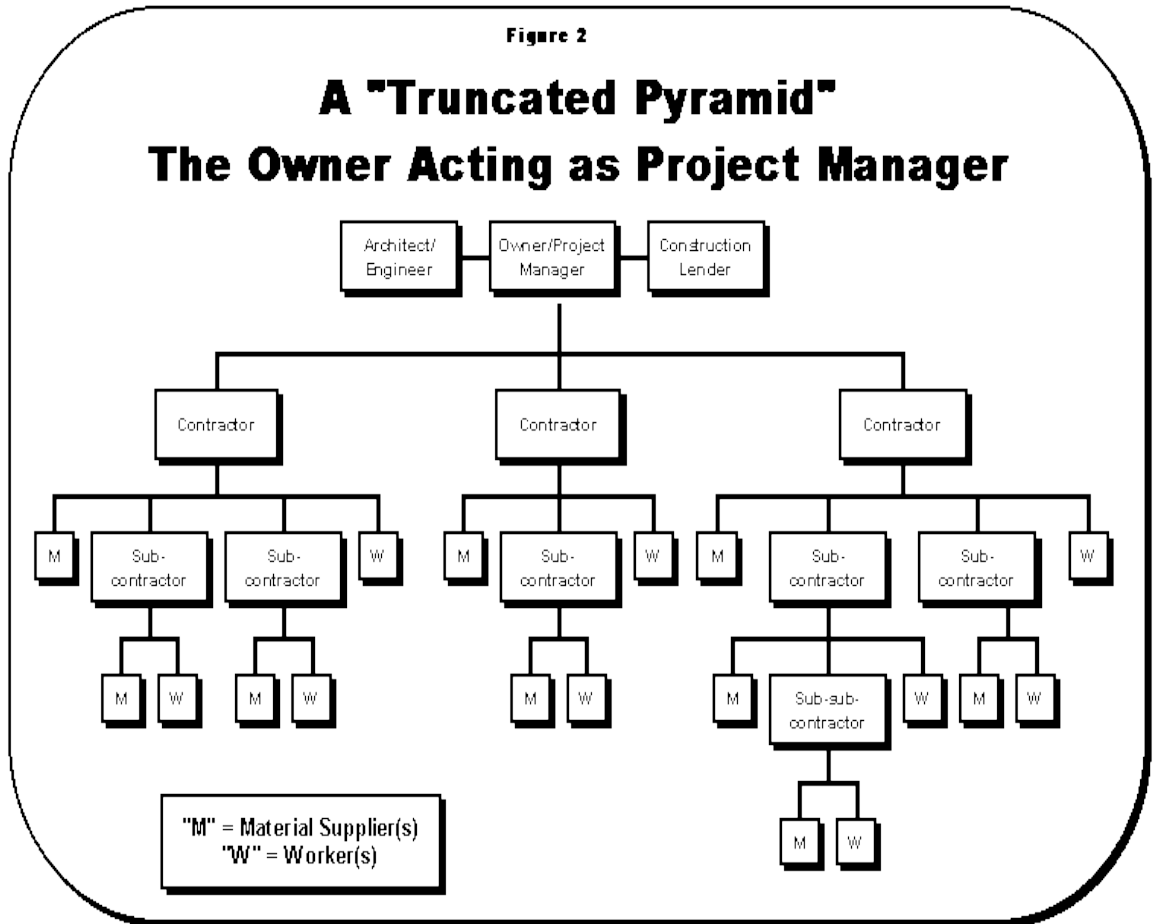 Figure 2
A "Truncated Pyramid"
The Owner Acting as Project Manager
Architect/
Engineer
Owner/Project
Manager
Construction
Lender
Contractor
Contractor
Contractor
M
Sub-
contractor
Sub-
contractor
W
M
Sub-
contractor
W
M
Sub-
contractor
Sub-
contractor
W
M
W
M
W
M
W
M
Sub-sub-
contractor
W
M
W
M
W
"M" = Material Supplier(s)
"W" = Worker(s)